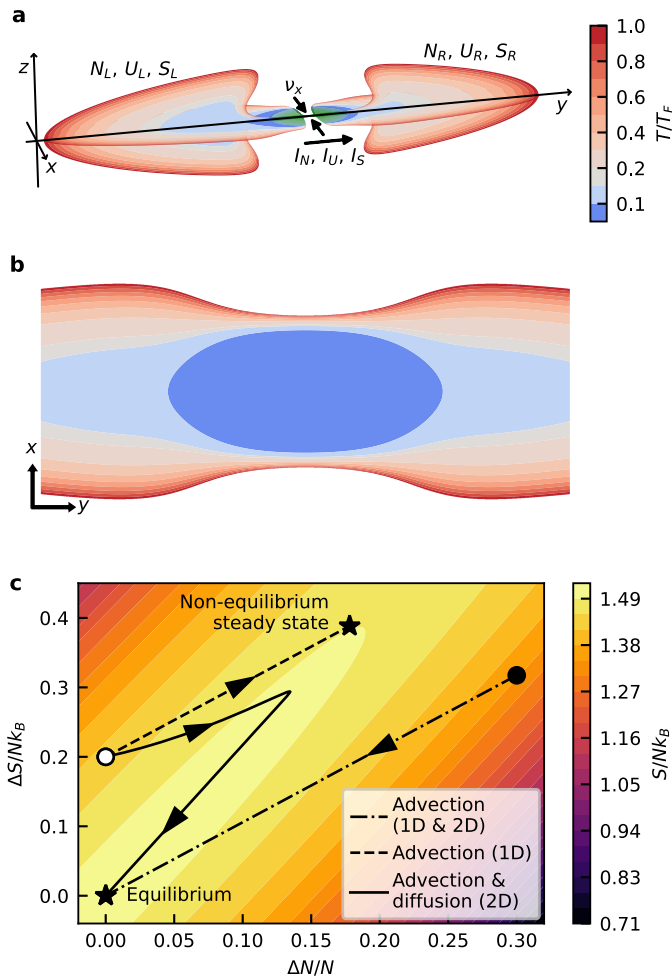 a
N_L, U_L, S_L
N_R, U_R, S_R
z
ν_x
y
x
I_N, I_U, I_S
1.0
0.8
0.6
0.4
0.2
0.1
T/T_F
b
x
y
c
Non-equilibrium
steady state
Equilibrium
Advection
(1D & 2D)
Advection (1D)
Advection &
diffusion (2D)
0.4
0.3
0.2
0.1
0.0
ΔS/Nk_B
0.00
0.05
0.10
0.15
0.20
0.25
0.30
ΔN/N
1.49
1.38
1.27
1.16
1.05
0.94
0.83
0.71
S/Nk_B